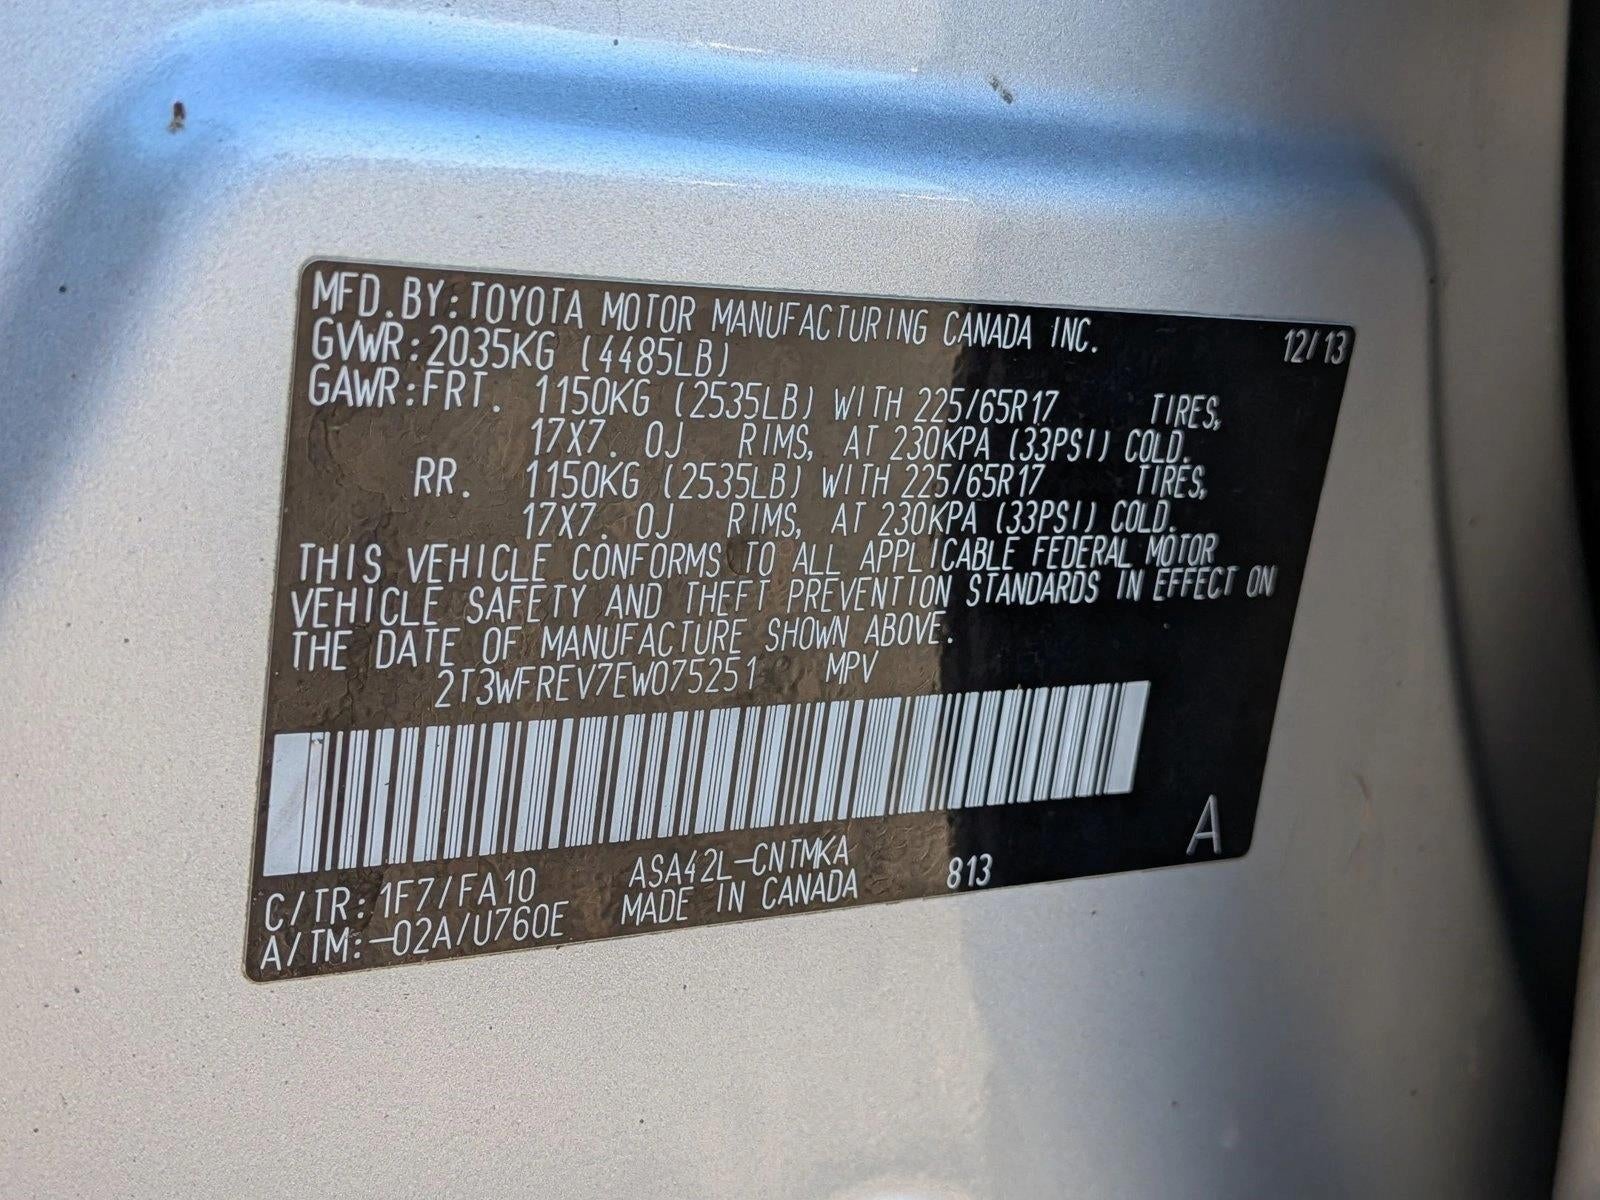 MFD.BY:TOYOTA MOTOR MANUFACTURING CANADA INC. 12/13
GVWR:2035KG (4485LB)
GAWR:FRT. 1150KG (2535LB) WITH 225/65R17 TIRES,
17X7.0J RIMS, AT 230KPA (33PSI) COLD.
RR. 1150KG (2535LB) WITH 225/65R17 TIRES,
17X7.0J RIMS, AT 230KPA (33PSI) COLD.
THIS VEHICLE CONFORMS TO ALL APPLICABLE FEDERAL MOTOR
VEHICLE SAFETY AND THEFT PREVENTION STANDARDS IN EFFECT ON
THE DATE OF MANUFACTURE SHOWN ABOVE.
2T3WFREV7EW075251 MPV
C/TR:1F7/FA10 ASA42L-CNTMKA 813 A
A/TM:-02A/U760E MADE IN CANADA